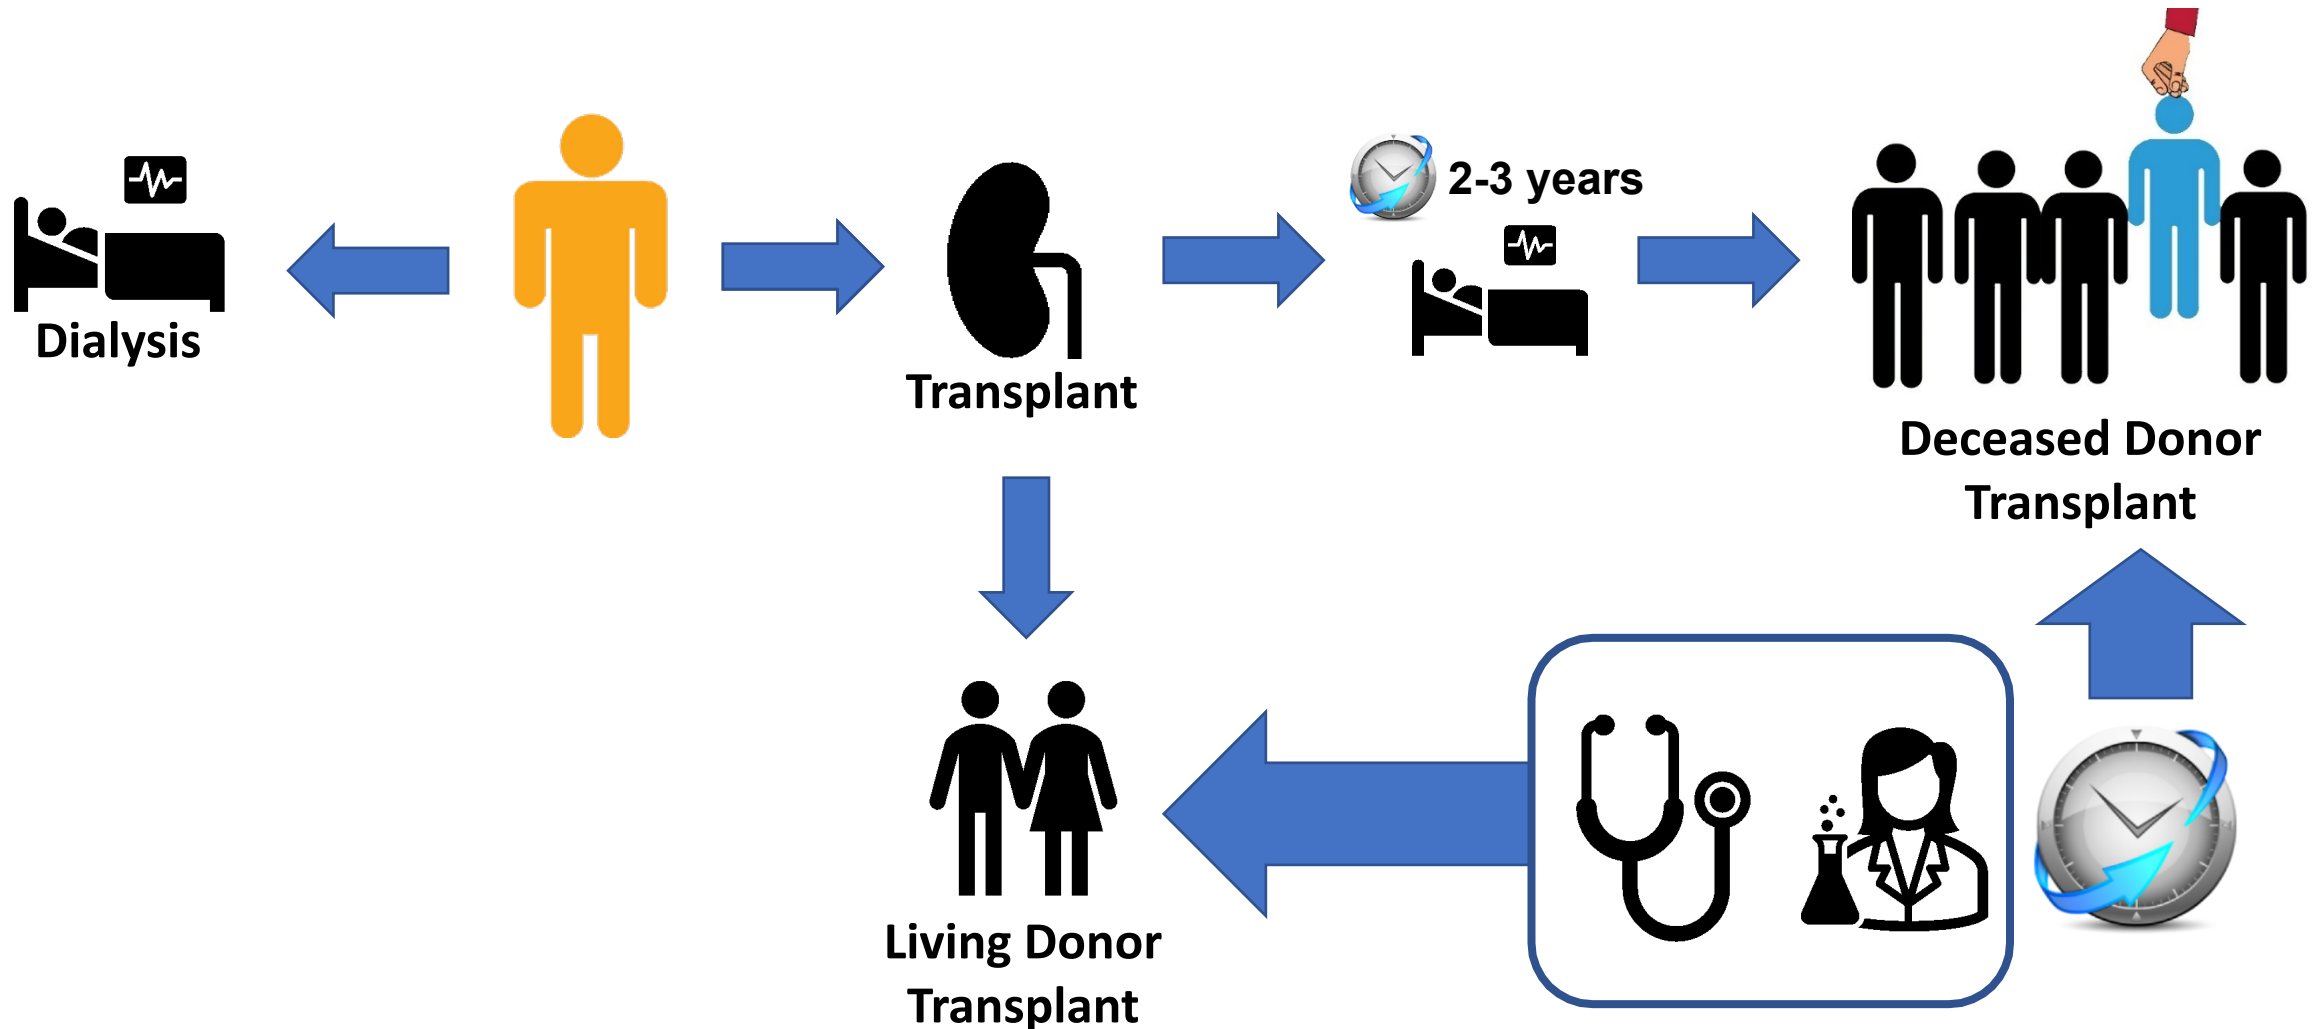 2-3 years
Dialysis
Transplant
Deceased Donor
Transplant
Living Donor
Transplant